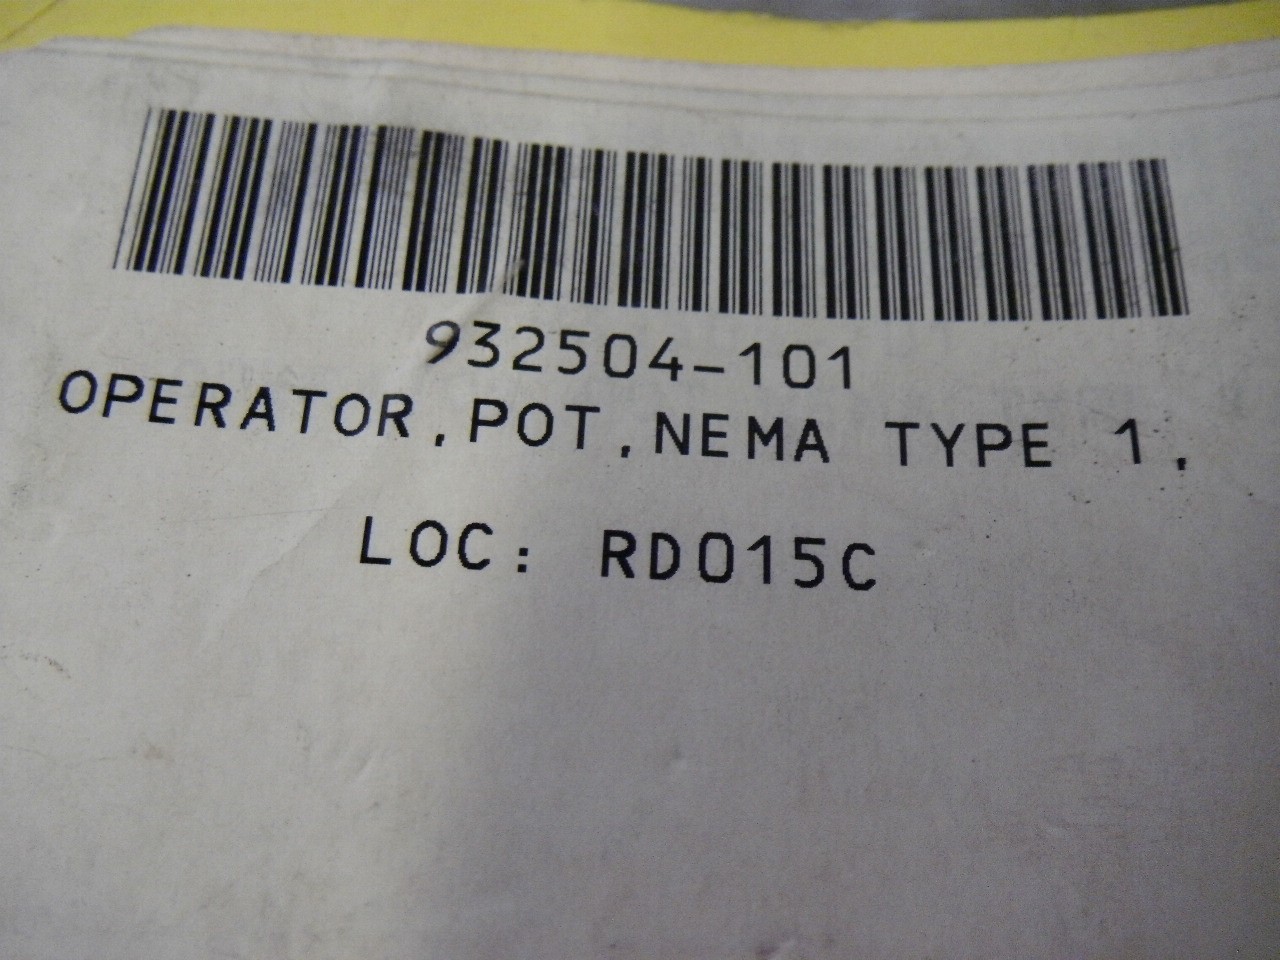 932504-101
OPERATOR,POT,NEMA TYPE 1,
LOC: RD015C